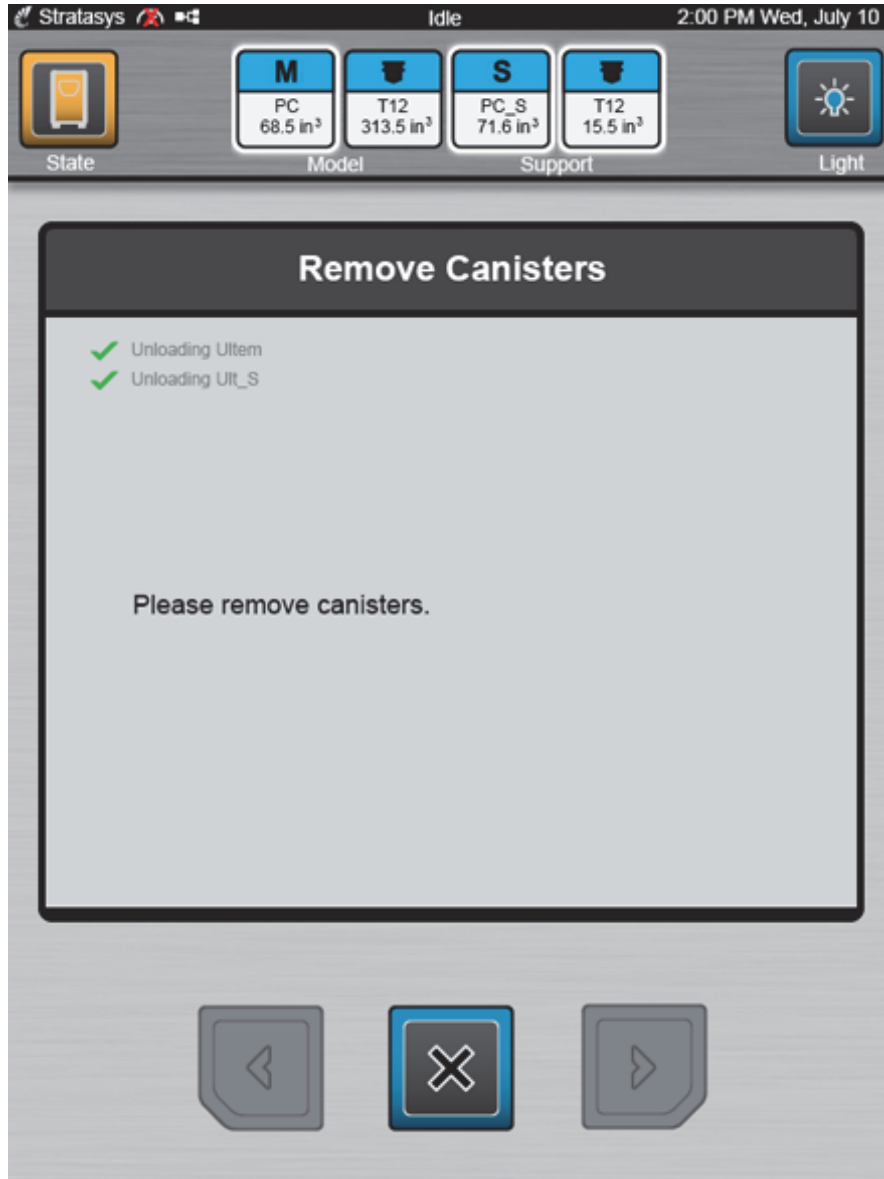 Stratasys Idle 2:00 PM Wed, July 10
M S
PC T12 PC_S T12
68.5 in³ 313.5 in³ 71.6 in³ 15.5 in³
State Model Support Light
Remove Canisters
Unloading Ultem
Unloading Ult_S
Please remove canisters.